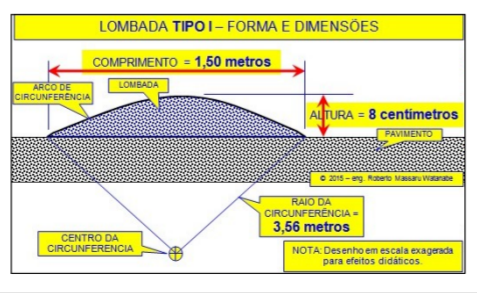 LOMBADA TIPO I – FORMA E DIMENSÕES
COMPRIMENTO = 1,50 metros
ARCO DE
CIRCUNFERÊNCIA
LOMBADA
ALTURA = 8 centímetros
PAVIMENTO
© 2015 – eng. Roberto Massaru Watanabe
RAIO DA
CIRCUNFERÊNCIA =
3,56 metros
CENTRO DA
CIRCUNFERENCIA
NOTA: Desenho em escala exagerada
para efeitos didáticos.